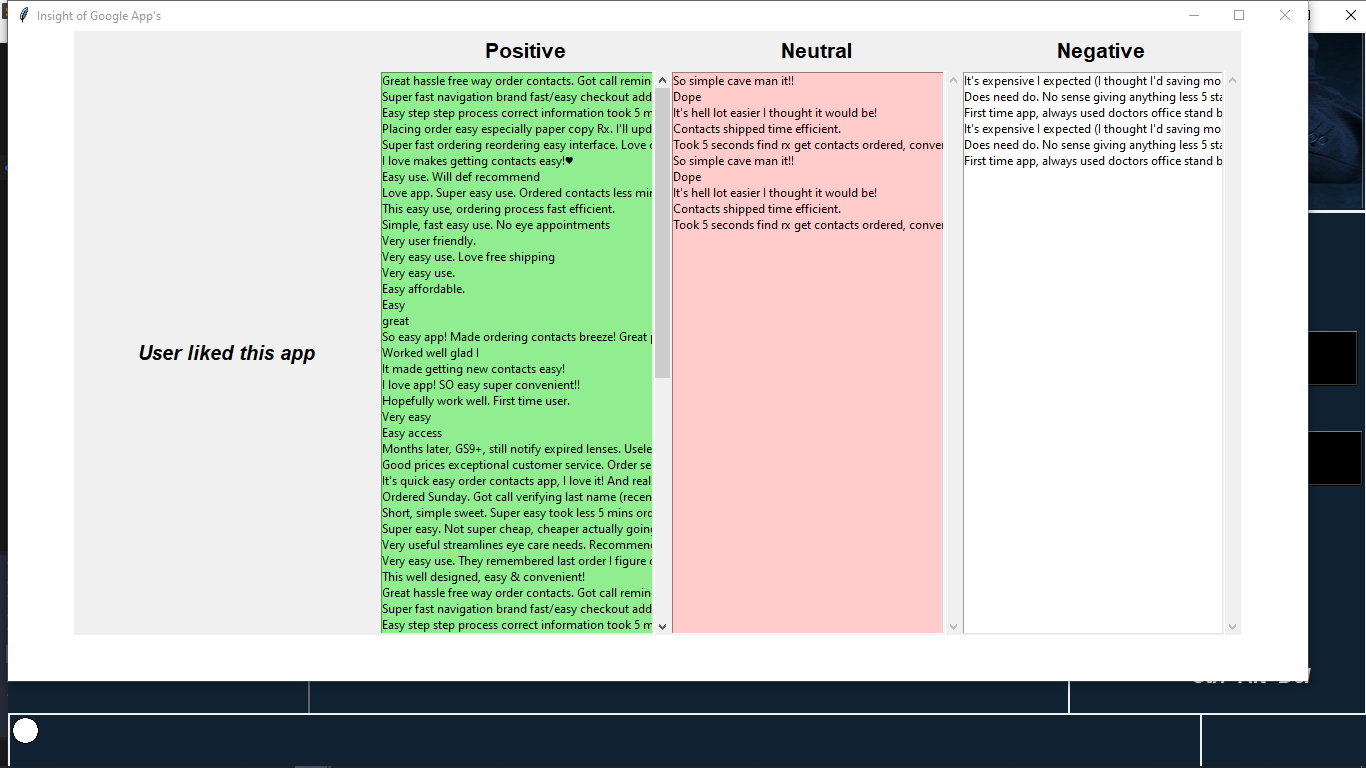 Insight of Google App's
Positive
Neutral
Negative
User liked this app
Great hassle free way order contacts. Got call remin
Super fast navigation brand fast/easy checkout add
Easy step step process correct information took 5 m
Placing order easy especially paper copy Rx. I'll upd
Super fast ordering reordering easy interface. Love
I love makes getting contacts easy!♥
Easy use. Will def recommend
Love app. Super easy use. Ordered contacts less min
This easy use, ordering process fast efficient.
Simple, fast easy use. No eye appointments
Very user friendly.
Very easy use. Love free shipping
Very easy use.
Easy affordable.
Easy
great
So easy app! Made ordering contacts breeze! Great
Worked well glad I
It made getting new contacts easy!
I love app! SO easy super convenient!!
Hopefully work well. First time user.
Very easy
Easy access
Months later, GS9+, still notify expired lenses. Usele
Good prices exceptional customer service. Order se
It's quick easy order contacts app, I love it! And real
Ordered Sunday. Got call verifying last name (recen
Short, simple sweet. Super easy took less 5 mins ord
Super easy. Not super cheap, cheaper actually goin
Very useful streamlines eye care needs. Recommen
Very easy use. They remembered last order I figure
This well designed, easy & convenient!
Great hassle free way order contacts. Got call remin
Super fast navigation brand fast/easy checkout add
Easy step step process correct information took 5 m
So simple cave man it!!
Dope
It's hell lot easier I thought it would be!
Contacts shipped time efficient.
Took 5 seconds find rx get contacts ordered, conver
So simple cave man it!!
Dope
It's hell lot easier I thought it would be!
Contacts shipped time efficient.
Took 5 seconds find rx get contacts ordered, conver
It's expensive I expected (I thought I'd saving mo
Does need do. No sense giving anything less 5 sta
First time app, always used doctors office stand b
It's expensive I expected (I thought I'd saving mo
Does need do. No sense giving anything less 5 sta
First time app, always used doctors office stand b